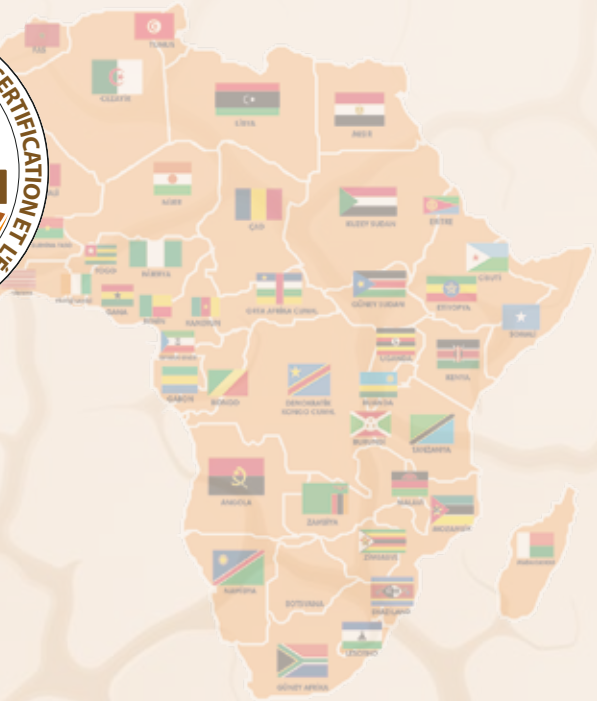 CERTIFICATION ET L'É
FAS
TUNUS
CEZAYİR
LİBYA
MISIR
NİJER
ÇAD
KUZEY SUDAN
ERİTRE
CİBUTİ
TOGO
NİJERYA
GANA
BENİN
KAMERUN
ORTA AFRİKA CUMH.
GÜNEY SUDAN
ETİYOPYA
SOMALİ
UGANDA
KENYA
GABON
KONGO
DEMOKRATİK
KONGO CUMH.
RUANDA
BURUNDİ
TANZANYA
ANGOLA
ZAMBİYA
MALAVİ
MOZAMBİK
ZİMBABVE
NAMİBYA
BOTSVANA
SVAZİLAND
LESOTHO
GÜNEY AFRİKA